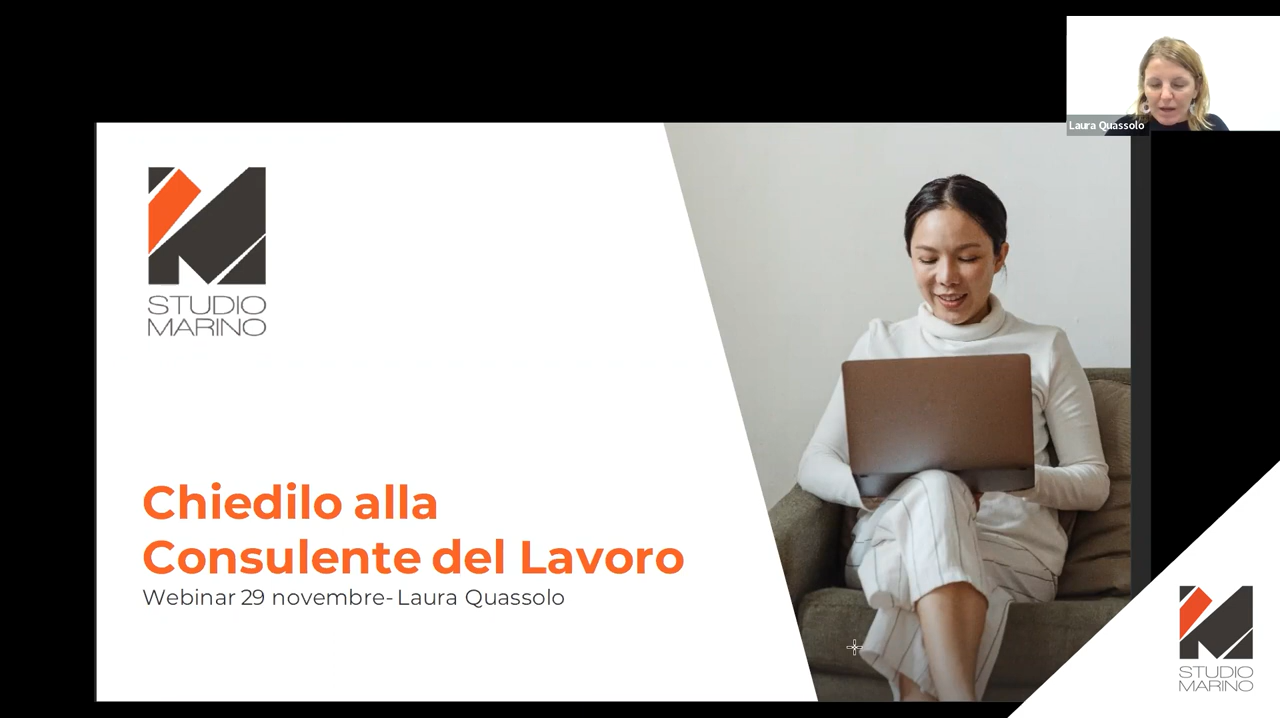 Laura Quassolo
STUDIO
MARINO
Chiedilo alla
Consulente del Lavoro
Webinar 29 novembre- Laura Quassolo
STUDIO
MARINO